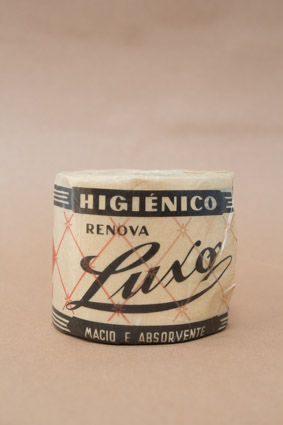 HIGIÉNICO
RENOVA
Luxo
MACIO E ABSORVENTE